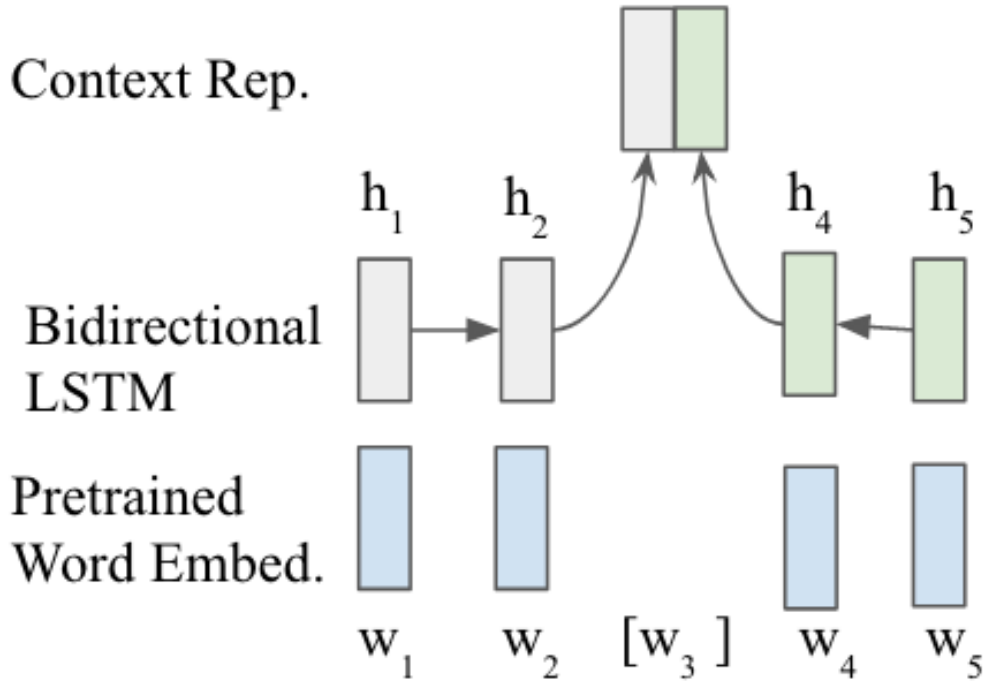 Context Rep.
h₁ h₂ h₄ h₅
Bidirectional
LSTM
Pretrained
Word Embed.
w₁ w₂ [w₃ ] w₄ w₅